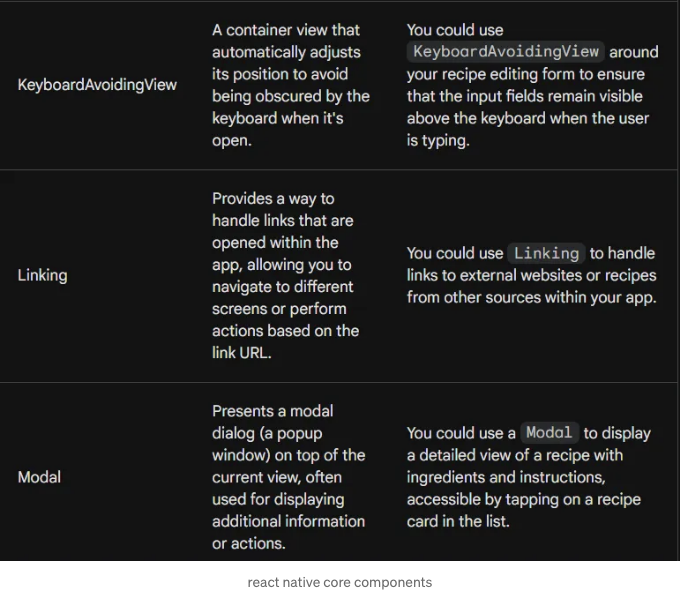 KeyboardAvoidingView
A container view that
automatically adjusts
its position to avoid
being obscured by the
keyboard when it's
open.
You could use
KeyboardAvoidingView around
your recipe editing form to ensure
that the input fields remain visible
above the keyboard when the user
is typing.
Linking
Provides a way to
handle links that are
opened within the
app, allowing you to
navigate to different
screens or perform
actions based on the
link URL.
You could use Linking to handle
links to external websites or recipes
from other sources within your app.
Modal
Presents a modal
dialog (a popup
window) on top of the
current view, often
used for displaying
additional information
or actions.
You could use a Modal to display
a detailed view of a recipe with
ingredients and instructions,
accessible by tapping on a recipe
card in the list.
react native core components